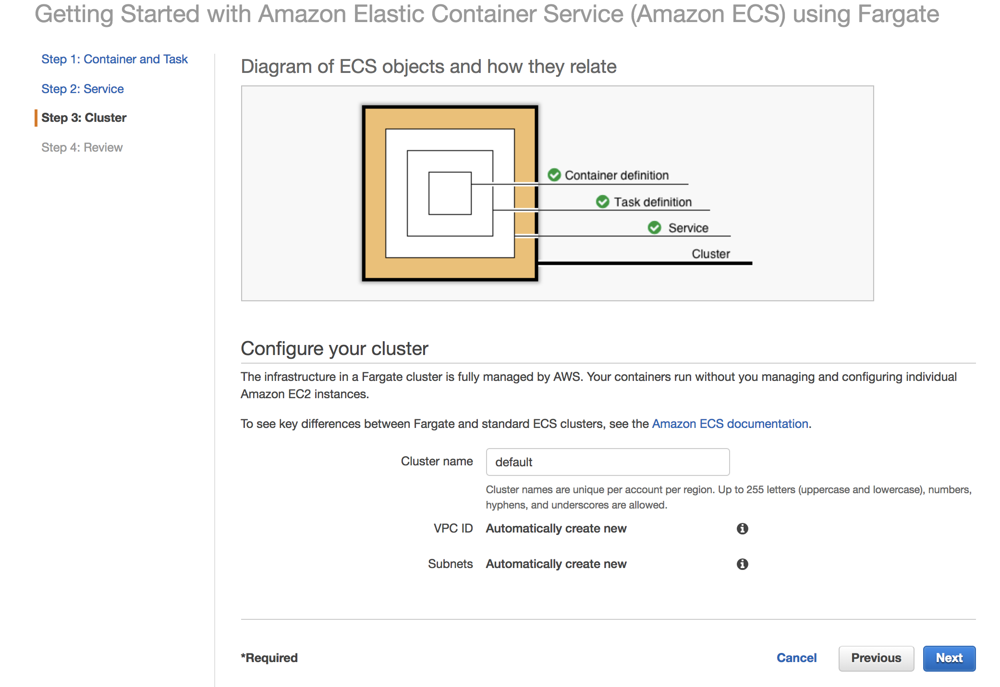 Getting Started with Amazon Elastic Container Service (Amazon ECS) using Fargate
Step 1: Container and Task
Step 2: Service
Step 3: Cluster
Step 4: Review
Diagram of ECS objects and how they relate
Container definition
Task definition
Service
Cluster
Configure your cluster
The infrastructure in a Fargate cluster is fully managed by AWS. Your containers run without you managing and configuring individual
Amazon EC2 instances.
To see key differences between Fargate and standard ECS clusters, see the Amazon ECS documentation.
Cluster name
default
Cluster names are unique per account per region. Up to 255 letters (uppercase and lowercase), numbers,
hyphens, and underscores are allowed.
VPC ID Automatically create new
Subnets Automatically create new
*Required
Cancel Previous Next